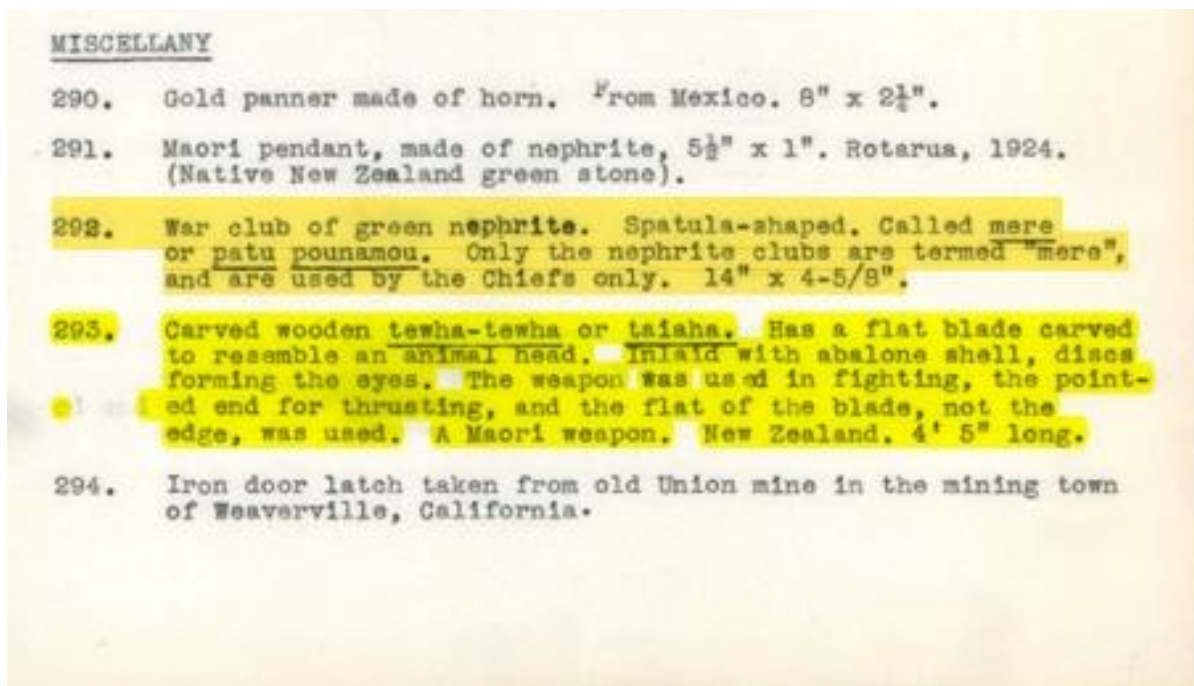 MISCELLANY
290. Gold panner made of horn. From Mexico. 8" x 2¼".
291. Maori pendant, made of nephrite, 5½" x 1". Rotarua, 1924.
(Native New Zealand green stone).
292. War club of green nephrite. Spatula-shaped. Called mere
or patu pounamou. Only the nephrite clubs are termed "mere",
and are used by the Chiefs only. 14" x 4-5/8".
293. Carved wooden tewha-tewha or taiaha. Has a flat blade carved
to resemble an animal head. Inlaid with abalone shell, discs
forming the eyes. The weapon was used in fighting, the point-
ed end for thrusting, and the flat of the blade, not the
edge, was used. A Maori weapon. New Zealand. 4' 5" long.
294. Iron door latch taken from old Union mine in the mining town
of Weaverville, California.